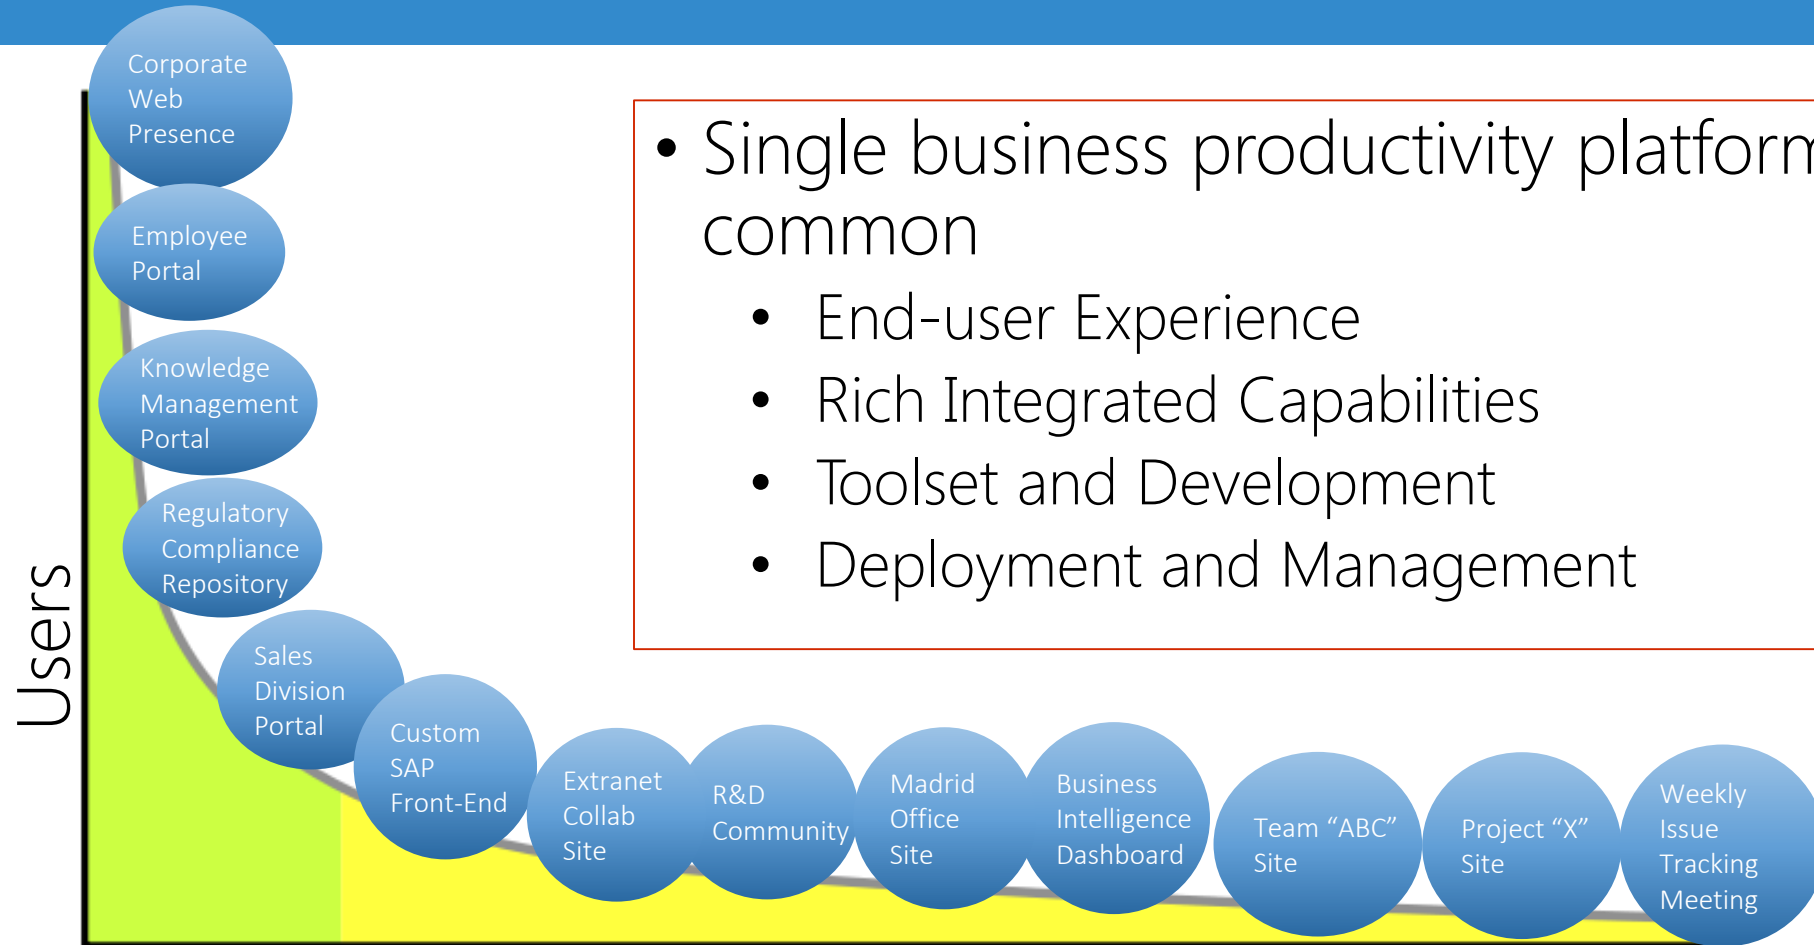 Corporate
Web
Presence
Employee
Portal
Knowledge
Management
Portal
Regulatory
Compliance
Repository
Sales
Division
Portal
Custom
SAP
Front-End
Extranet
Collab
Site
R&D
Community
Madrid
Office
Site
Business
Intelligence
Dashboard
Team “ABC”
Site
Project “X”
Site
Weekly
Issue
Tracking
Meeting
Users
• Single business productivity platform
common
• End-user Experience
• Rich Integrated Capabilities
• Toolset and Development
• Deployment and Management